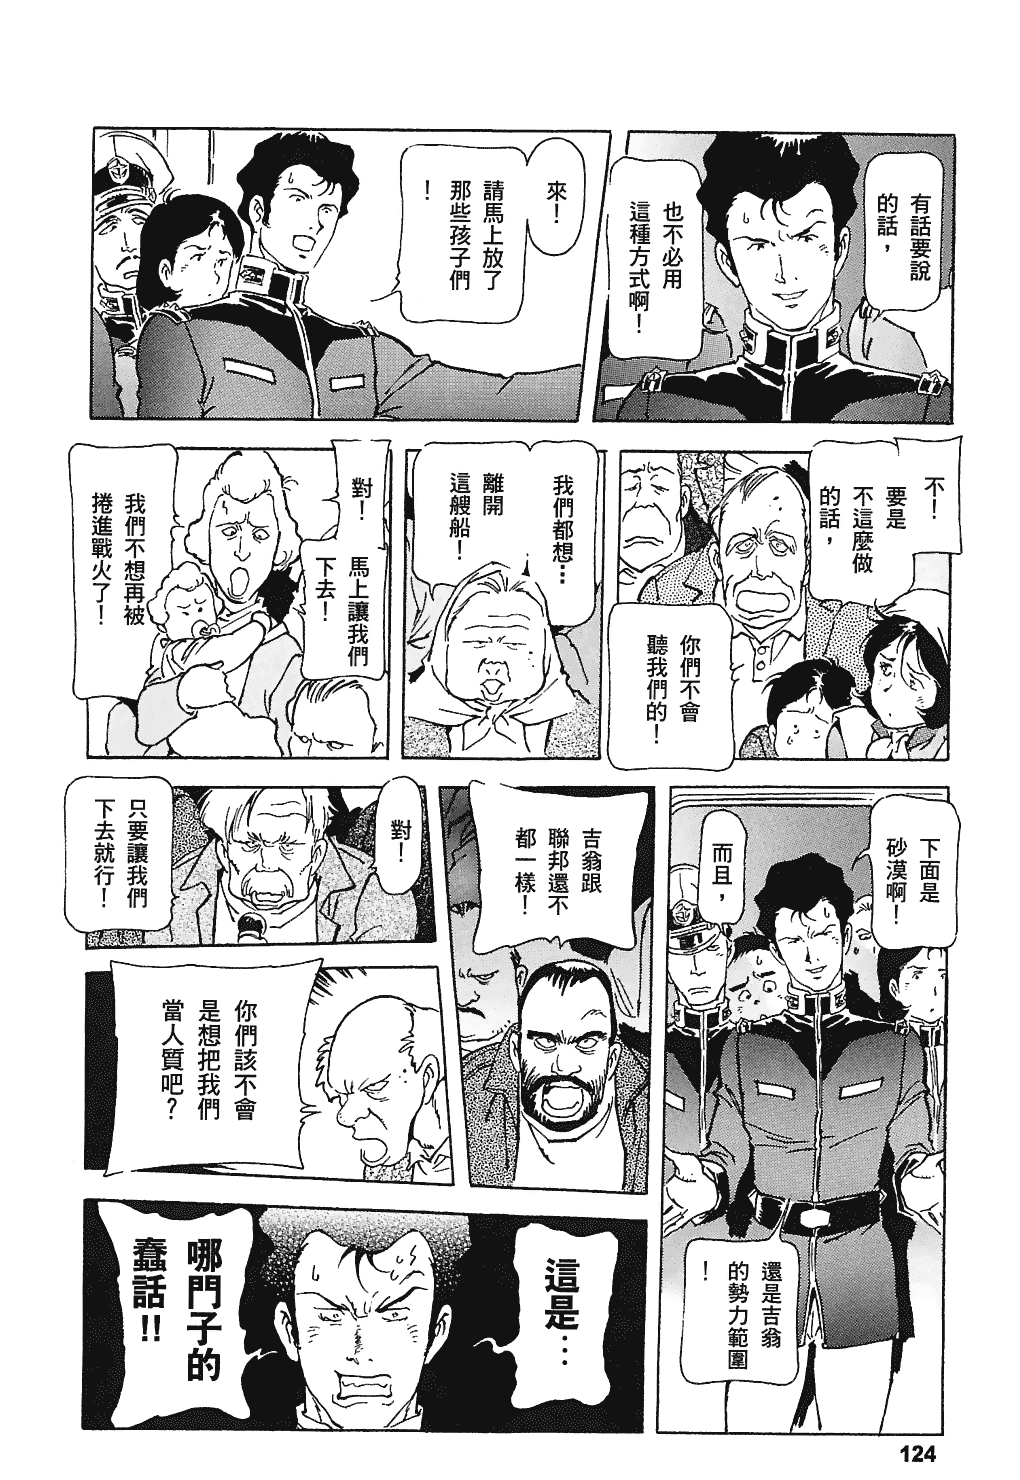 有話要說
的話，
也不必用
這種方式啊！
來！
請馬上放了
那些孩子們
！
不！
要是
不這麼做
的話，
你們不會
聽我們的！
我們都想…
離開
這艘船！
對！
馬上讓我們
下去！
我們不想再被
捲進戰火了！
下面是
砂漠啊！
而且，
還是吉翁
的勢力範圍
！
吉翁跟
聯邦還不
都一樣！
對！
只要讓我們
下去就行！
你們該不會
是想把我們
當人質吧？
這是…
哪門子的
蠢話!!
124